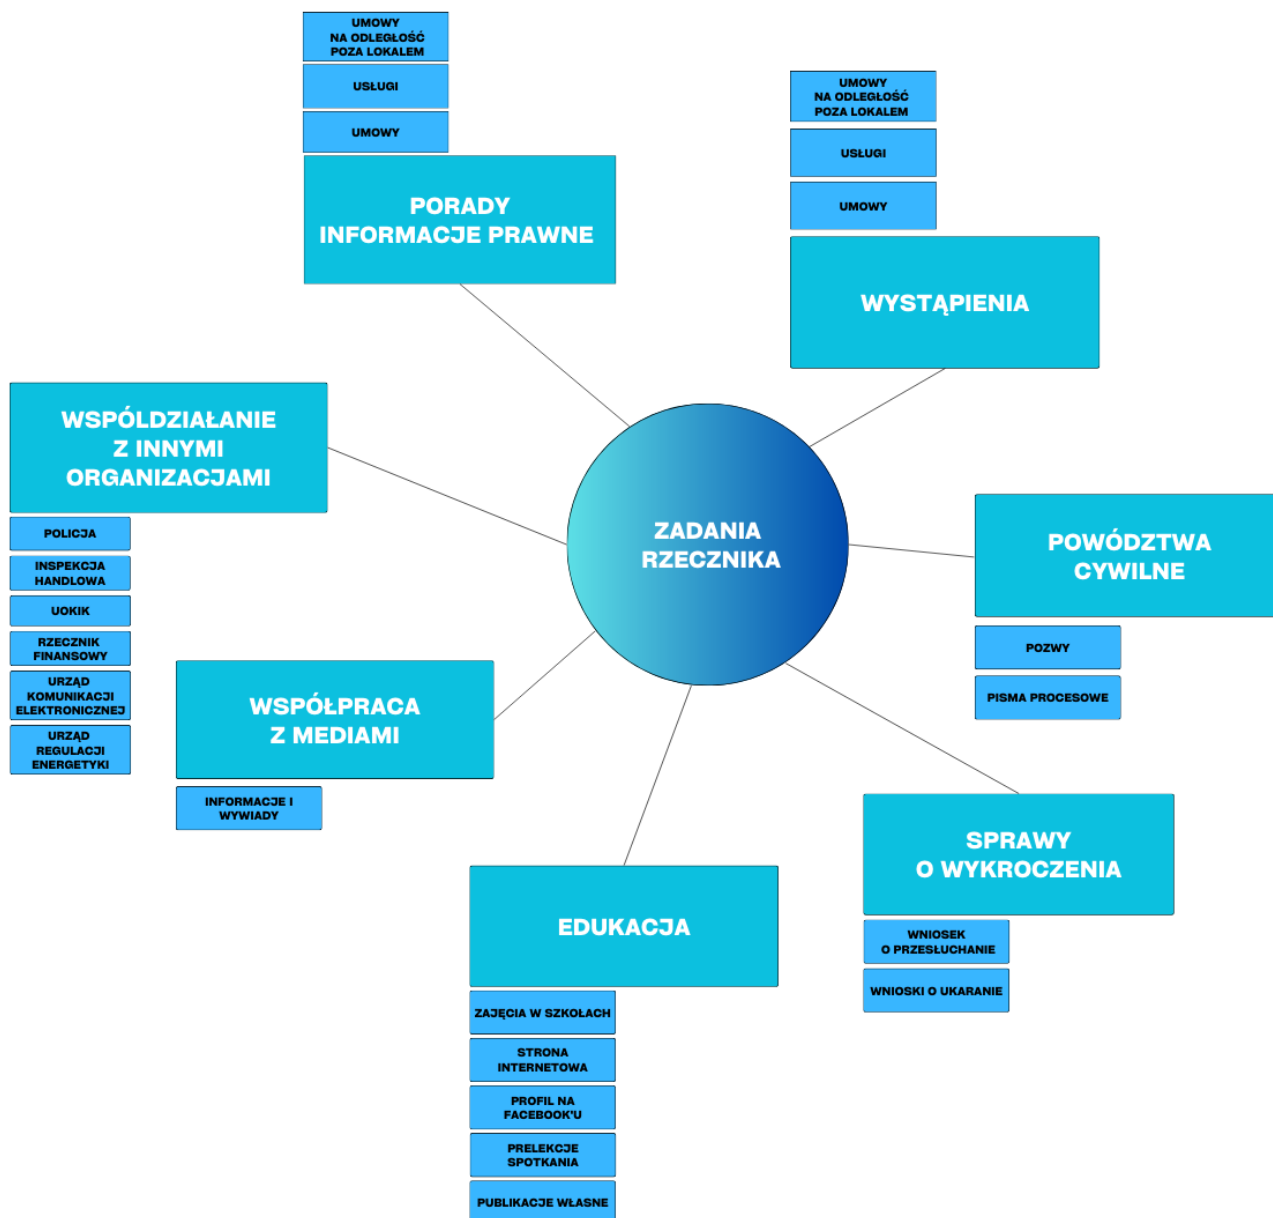 UMOWY
NA ODLEGŁOŚĆ
POZA LOKALEM
USŁUGI
UMOWY
PORADY
INFORMACJE PRAWNE
UMOWY
NA ODLEGŁOŚĆ
POZA LOKALEM
USŁUGI
UMOWY
WYSTĄPIENIA
WSPÓLDZIAŁANIE
Z INNYMI
ORGANIZACJAMI
POLICJA
INSPEKCJA
HANDLOWA
UOKIK
RZECZNIK
FINANSOWY
URZĄD
KOMUNIKACJI
ELEKTRONICZNEJ
URZĄD
REGULACJI
ENERGETYKI
ZADANIA
RZECZNIKA
POWÓDZTWA
CYWILNE
POZWY
PISMA PROCESOWE
WSPÓŁPRACA
Z MEDIAMI
INFORMACJE I
WYWIADY
SPRAWY
O WYKROCZENIA
WNIOSEK
O PRZESŁUCHANIE
WNIOSKI O UKARANIE
EDUKACJA
ZAJĘCIA W SZKOŁACH
STRONA
INTERNETOWA
PROFIL NA
FACEBOOK'U
PRELEKCJE
SPOTKANIA
PUBLIKACJE WŁASNE